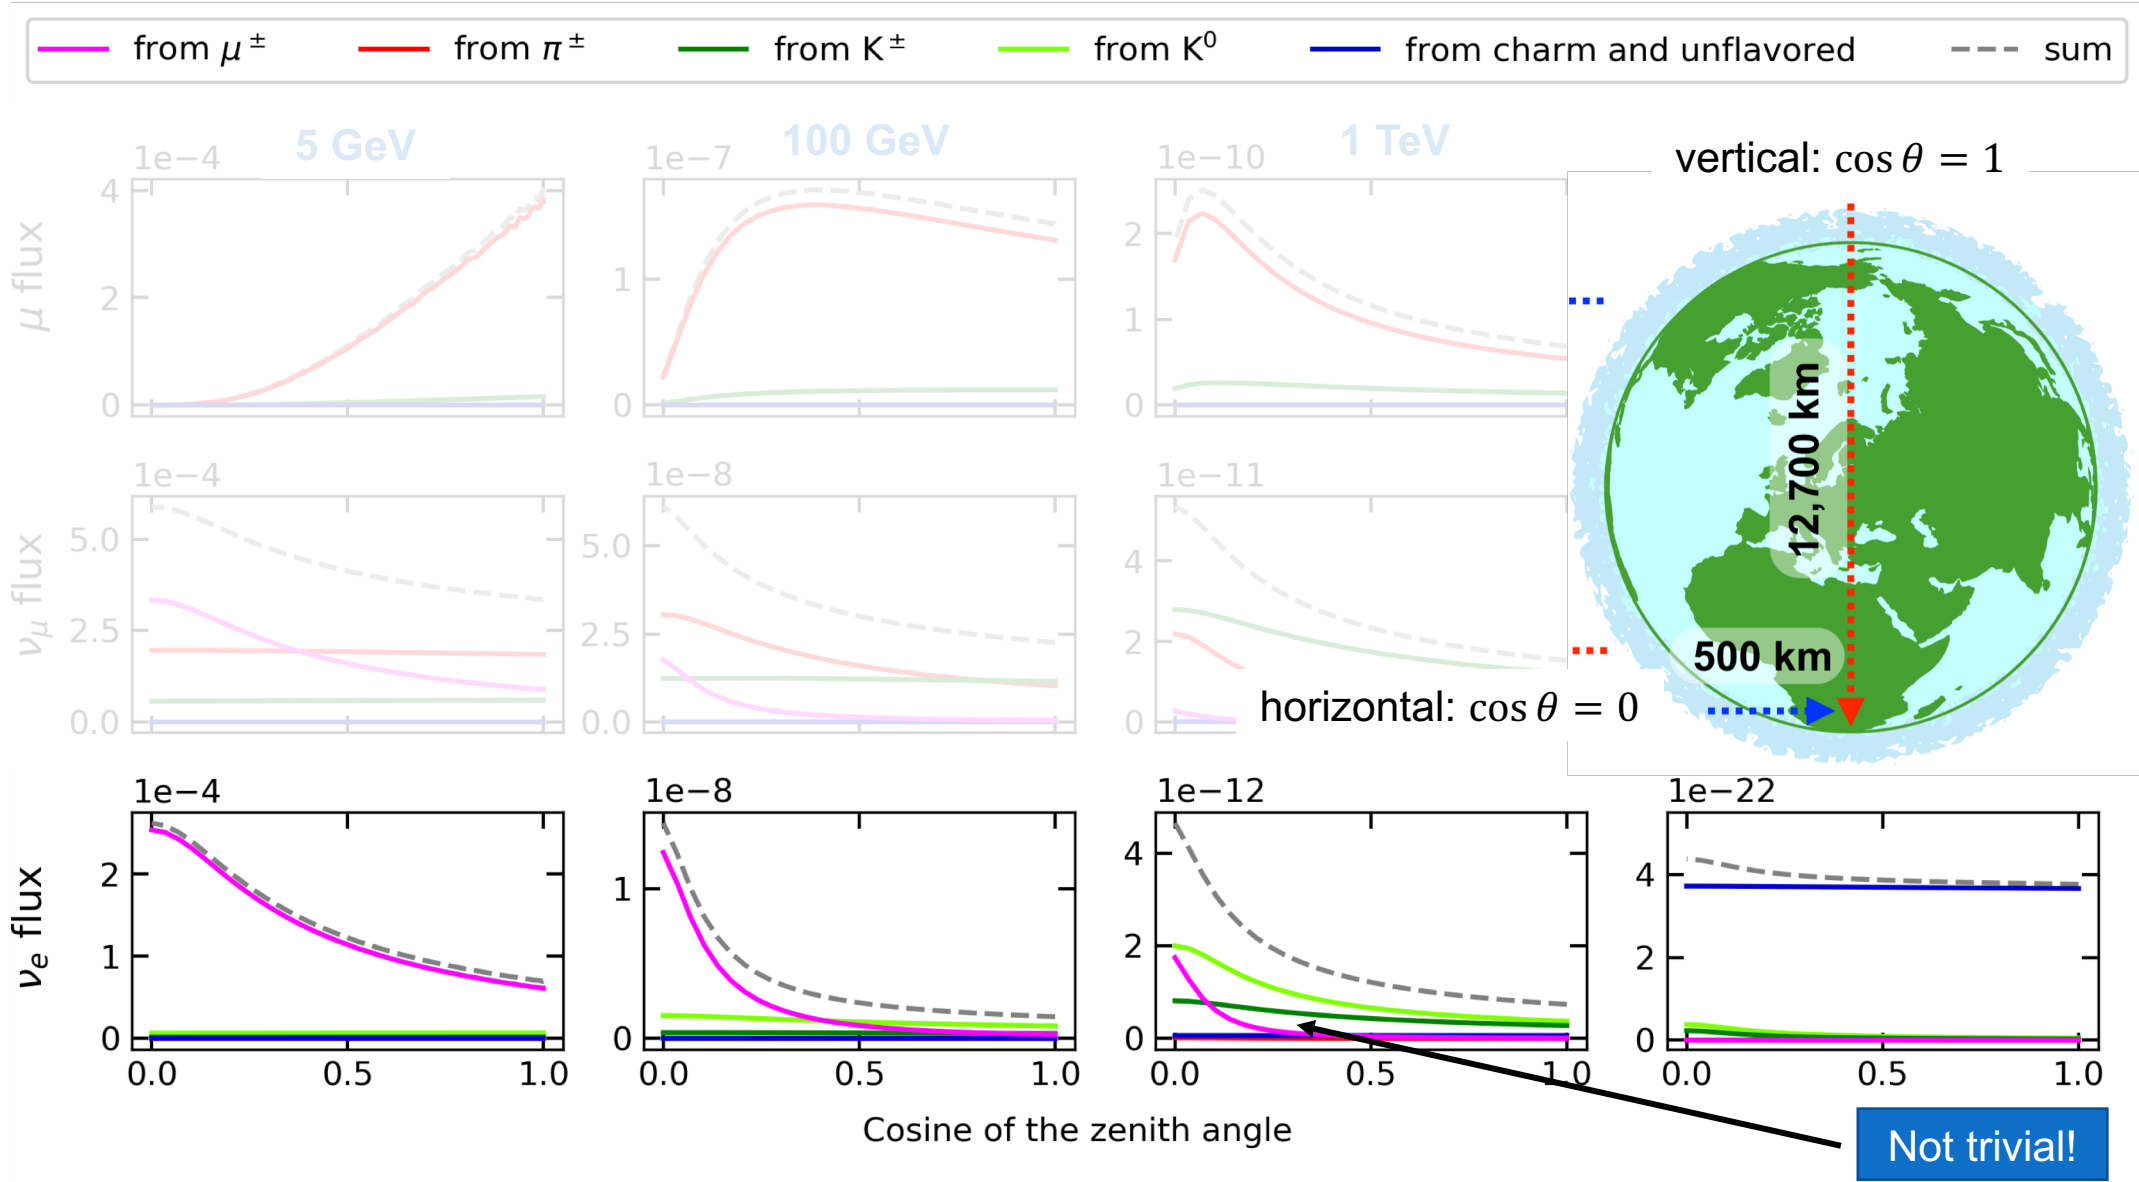 from μ± from π± from K± from K⁰ from charm and unflavored sum
5 GeV 100 GeV 1 TeV
vertical: cos θ = 1
1e−4 1e−7 1e−10
μ flux
4
2
0
1
0
2
1
0
12,700 km
1e−4 1e−8 1e−11
ν_μ flux
5.0
2.5
0.0
5.0
2.5
0.0
4
2
0
500 km
horizontal: cos θ = 0
1e−4 1e−8 1e−12 1e−22
ν_e flux
2
1
0
1
0
4
2
0
4
2
0
0.0 0.5 1.0 0.0 0.5 1.0 0.0 0.5 1.0 0.0 0.5 1.0
Cosine of the zenith angle
Not trivial!